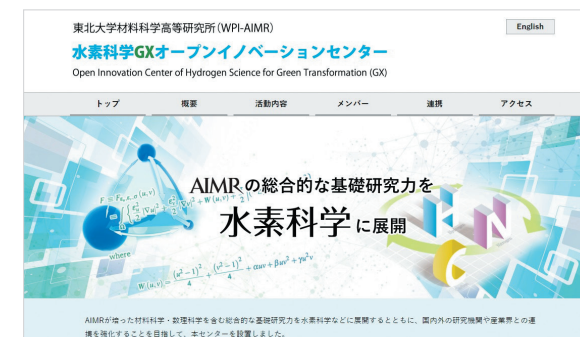 東北大学材料科学高等研究所(WPI-AIMR)
English
水素科学GXオープンイノベーションセンター
Open Innovation Center of Hydrogen Science for Green Transformation (GX)
トップ 概要 活動内容 メンバー 連携 アクセス
AIMRの総合的な基礎研究力を
水素科学に展開
where
H N C
AIMRが培った材料科学・数理科学を含む総合的な基礎研究力を水素科学などに展開するとともに、国内外の研究機関や産業界との連
携を強化することを目指して、本センターを設置しました。